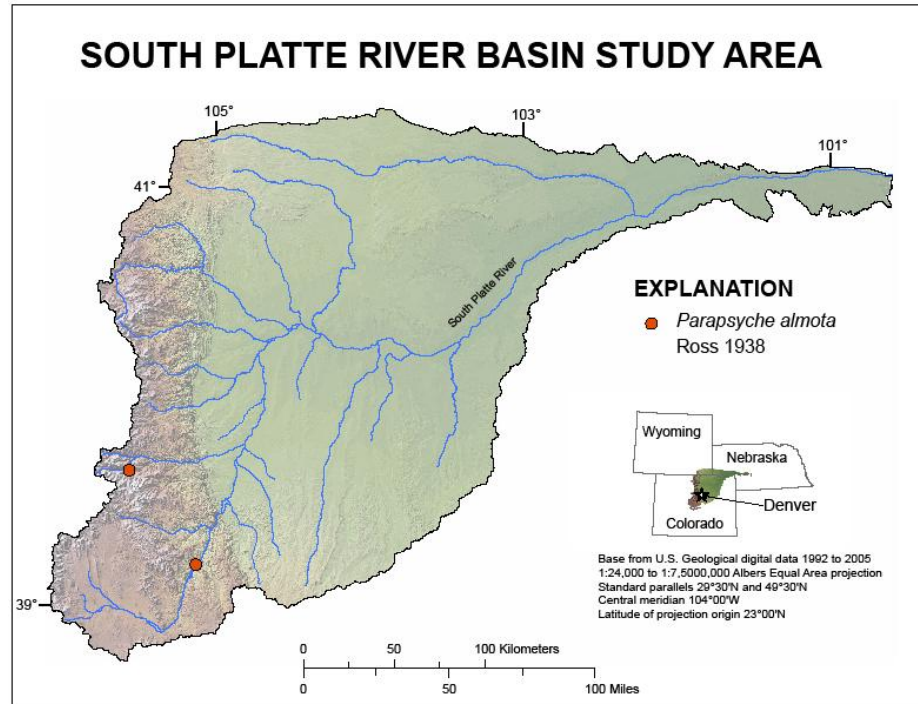 SOUTH PLATTE RIVER BASIN STUDY AREA
105°
103°
101°
41°
South Platte River
EXPLANATION
Parapsyche almota
Ross 1938
Wyoming
Nebraska
Denver
Colorado
39°
Base from U.S. Geological digital data 1992 to 2005
1:24,000 to 1:7,5000,000 Albers Equal Area projection
Standard parallels 29°30'N and 49°30'N
Central meridian 104°00'W
Latitude of projection origin 23°00'N
0 50 100 Kilometers
0 50 100 Miles